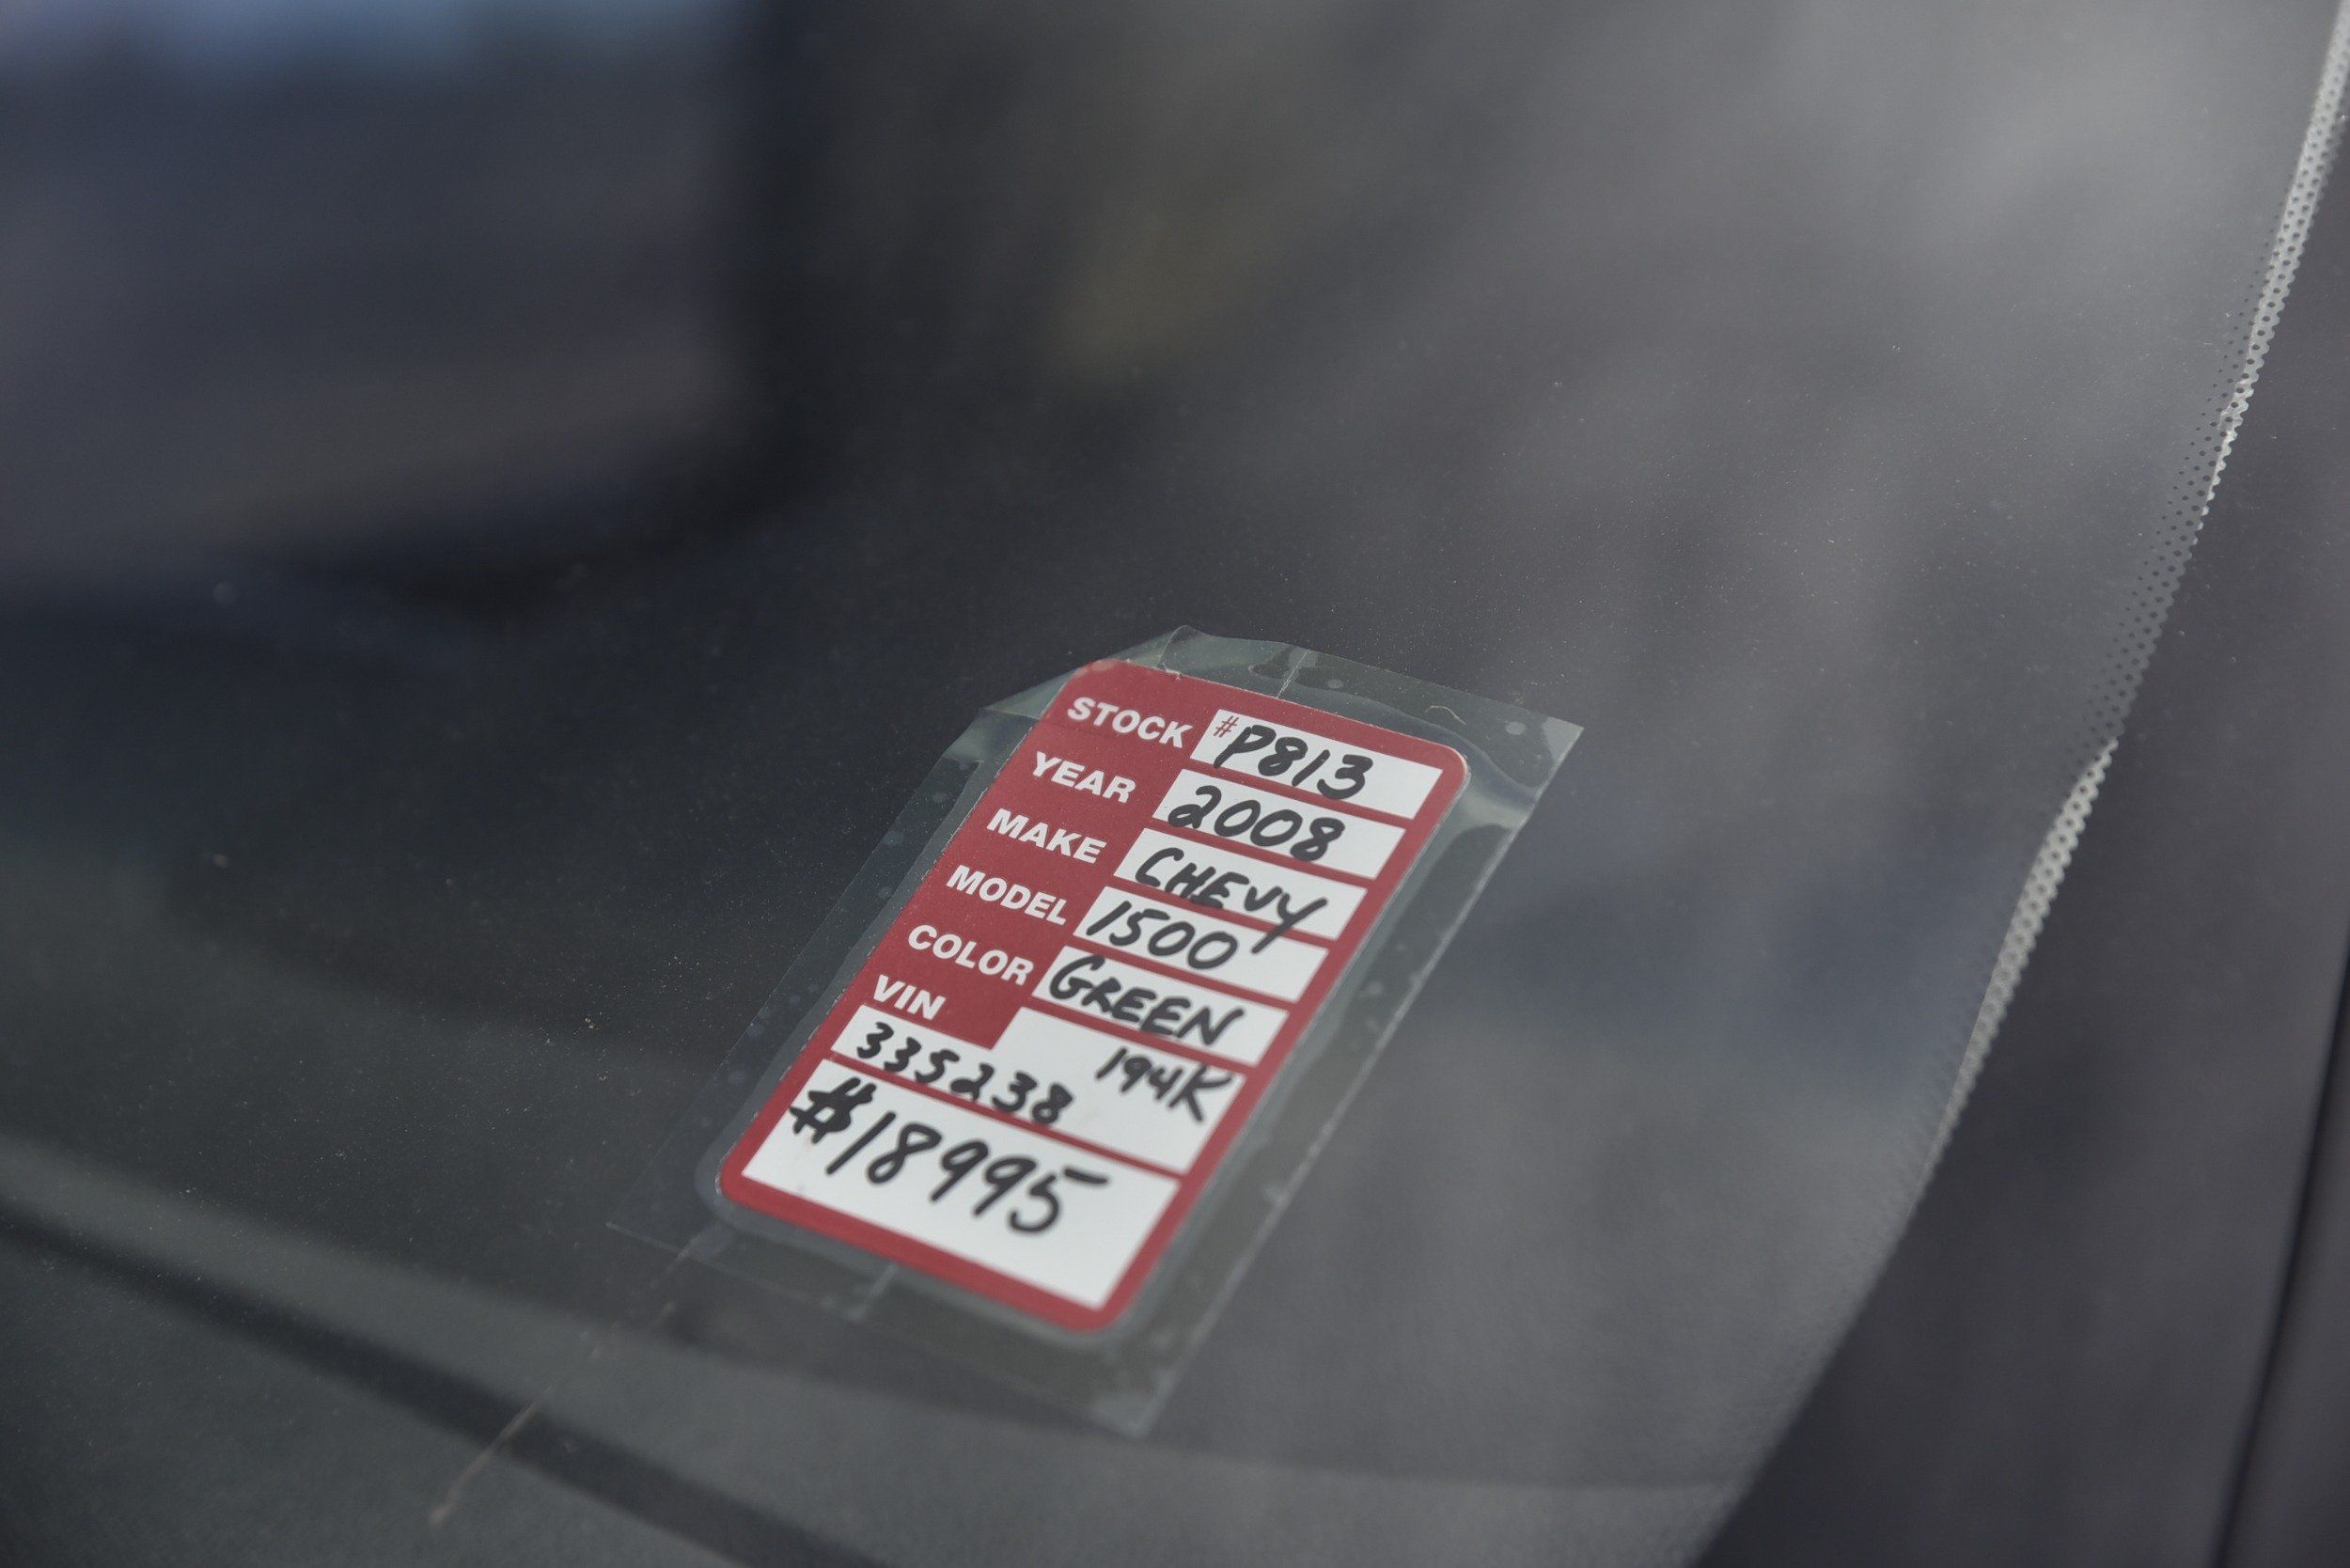 STOCK #P813
YEAR 2008
MAKE CHEVY
MODEL 1500
COLOR GREEN
VIN 194K
335238
#18995